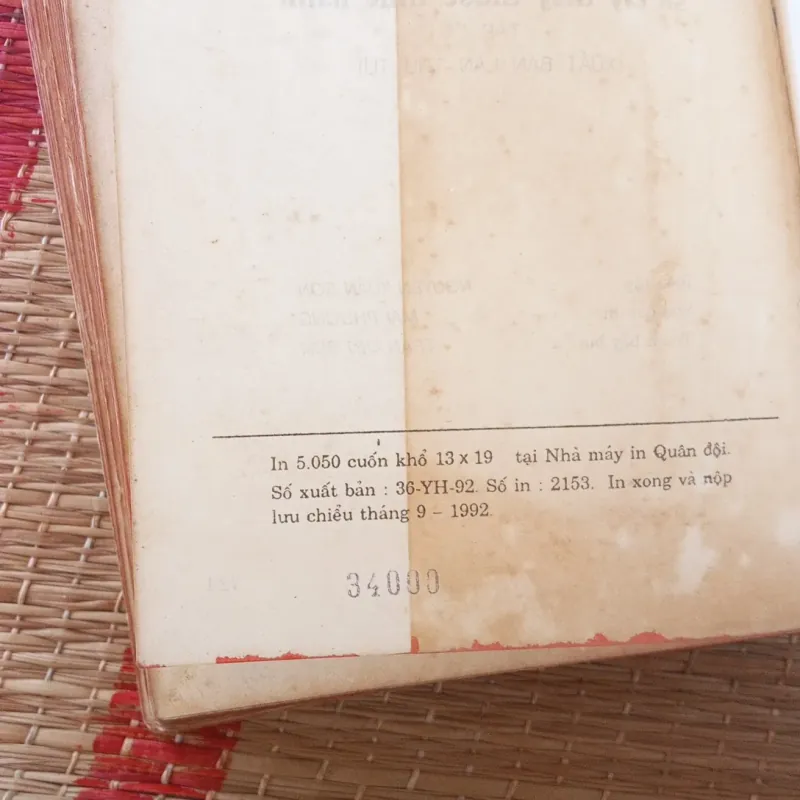 In 5.050 cuốn khổ 13 x 19 tại Nhà máy in Quân đội.
Số xuất bản : 36-YH-92. Số in : 2153. In xong và nộp
lưu chiểu tháng 9 - 1992.
34000